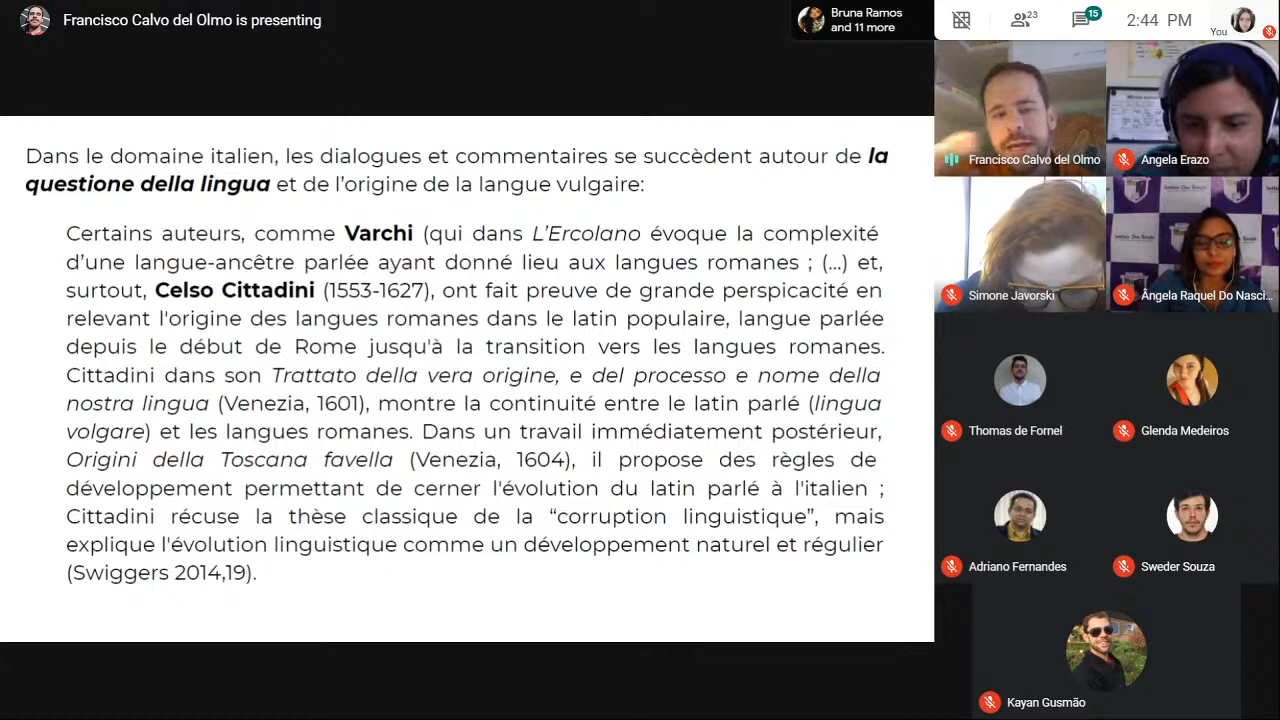 Francisco Calvo del Olmo is presenting
Bruna Ramos
and 11 more
23
15
2:44 PM
You
Dans le domaine italien, les dialogues et commentaires se succèdent autour de la
questione della lingua et de l’origine de la langue vulgaire:
Certains auteurs, comme Varchi (qui dans L’Ercolano évoque la complexité
d’une langue-ancêtre parlée ayant donné lieu aux langues romanes ; (...) et,
surtout, Celso Cittadini (1553-1627), ont fait preuve de grande perspicacité en
relevant l'origine des langues romanes dans le latin populaire, langue parlée
depuis le début de Rome jusqu'à la transition vers les langues romanes.
Cittadini dans son Trattato della vera origine, e del processo e nome della
nostra lingua (Venezia, 1601), montre la continuité entre le latin parlé (lingua
volgare) et les langues romanes. Dans un travail immédiatement postérieur,
Origini della Toscana favella (Venezia, 1604), il propose des règles de
développement permettant de cerner l'évolution du latin parlé à l'italien ;
Cittadini récuse la thèse classique de la “corruption linguistique”, mais
explique l'évolution linguistique comme un développement naturel et régulier
(Swiggers 2014,19).
Francisco Calvo del Olmo
Angela Erazo
Simone Javorski
Ângela Raquel Do Nasci...
Thomas de Fornel
Glenda Medeiros
Adriano Fernandes
Sweder Souza
Kayan Gusmão